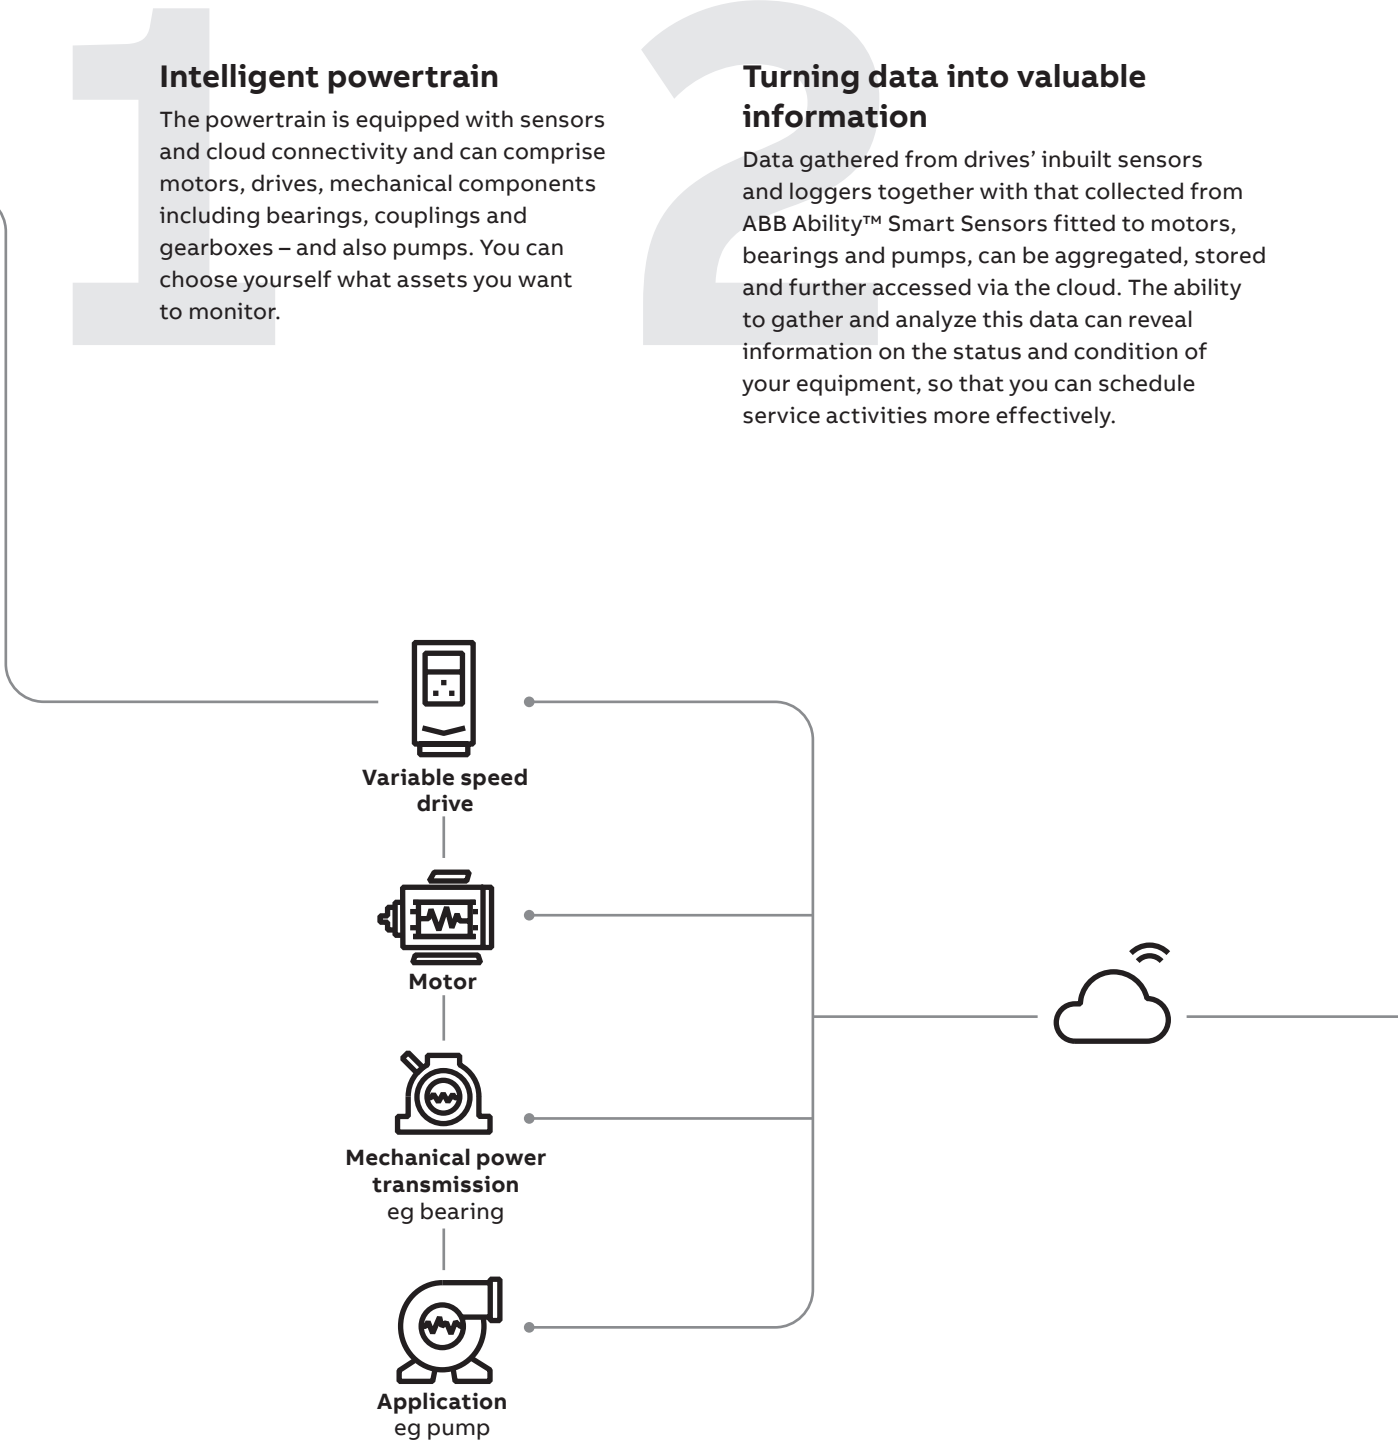 1
Intelligent powertrain
The powertrain is equipped with sensors
and cloud connectivity and can comprise
motors, drives, mechanical components
including bearings, couplings and
gearboxes – and also pumps. You can
choose yourself what assets you want
to monitor.
2
Turning data into valuable
information
Data gathered from drives’ inbuilt sensors
and loggers together with that collected from
ABB Ability™ Smart Sensors fitted to motors,
bearings and pumps, can be aggregated, stored
and further accessed via the cloud. The ability
to gather and analyze this data can reveal
information on the status and condition of
your equipment, so that you can schedule
service activities more effectively.
Variable speed
drive
Motor
Mechanical power
transmission
eg bearing
Application
eg pump